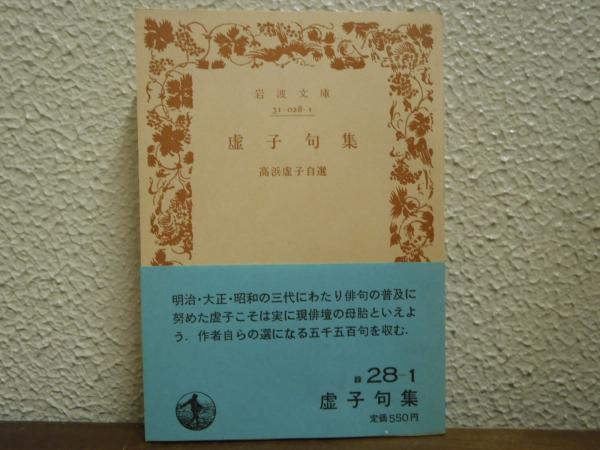 岩波文庫
31-028-1
虚子句集
高浜虚子自選
明治・大正・昭和の三代にわたり俳句の普及に
努めた虚子こそは実に現俳壇の母胎といえよ
う．作者自らの選になる五千五百句を収む．
緑28-1
虚子句集
定価550円